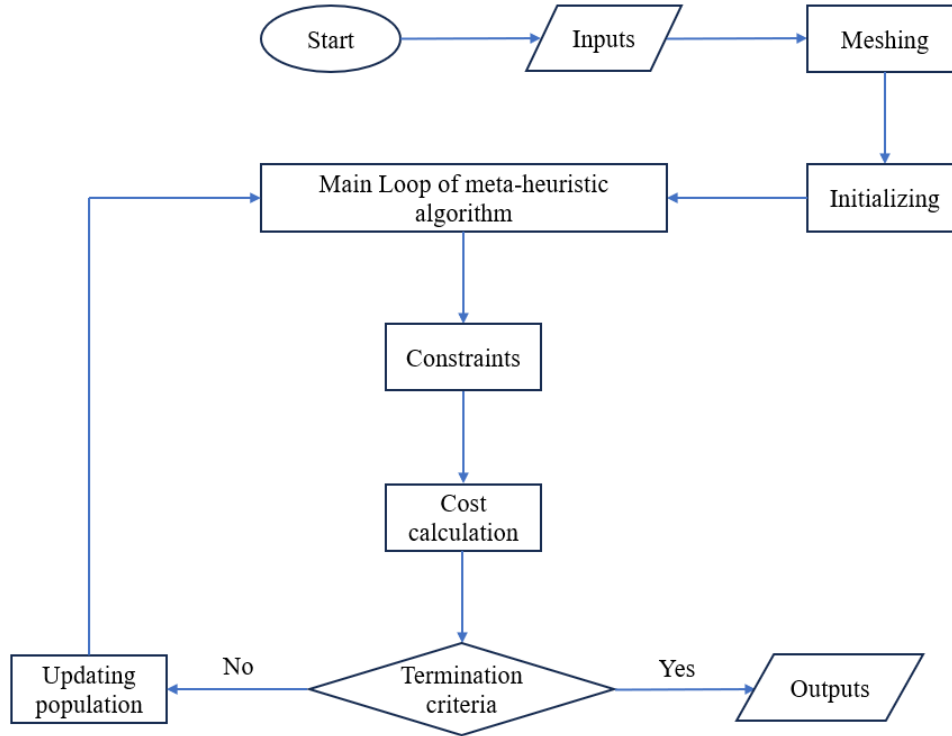 Start
Inputs
Meshing
Main Loop of meta-heuristic
algorithm
Initializing
Constraints
Cost
calculation
Termination
criteria
No
Yes
Updating
population
Outputs